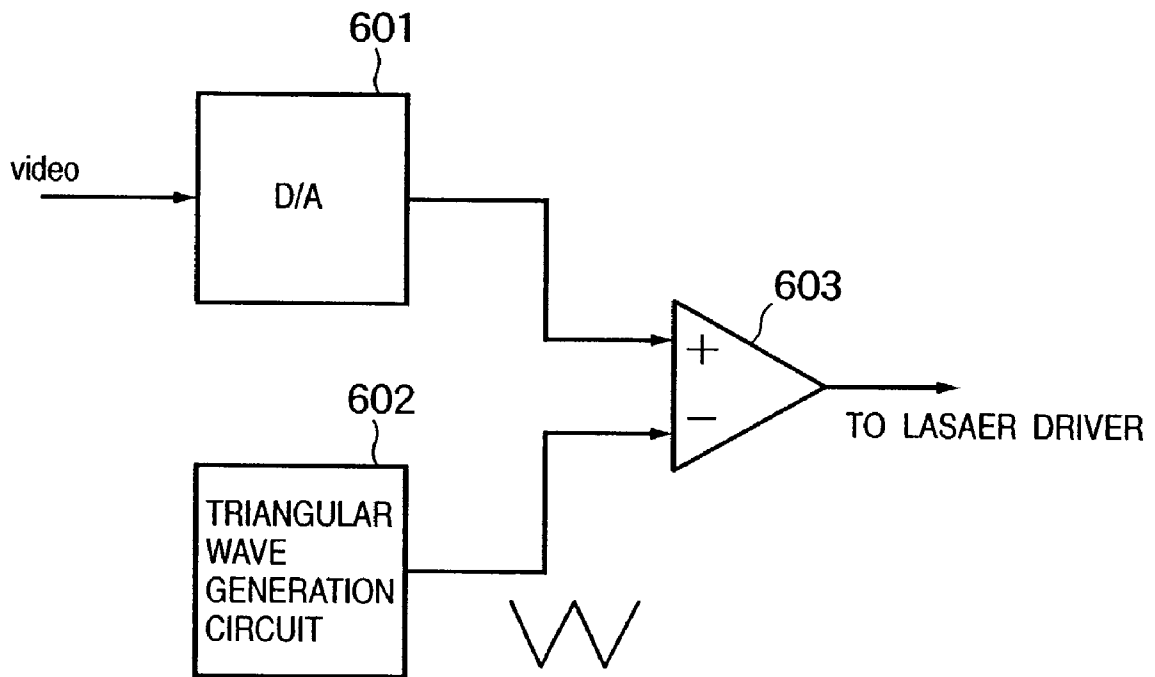 601
video
D/A
603
+
−
TO LASAER DRIVER
602
TRIANGULAR
WAVE
GENERATION
CIRCUIT